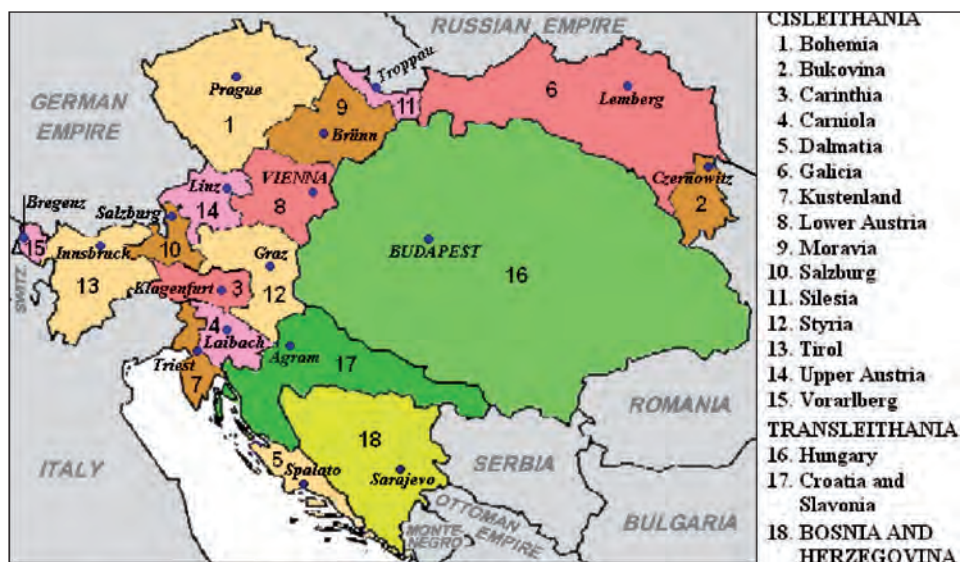 RUSSIAN EMPIRE
GERMAN
EMPIRE
Prague
1
Troppau
9
11
Brünn
6
Lemberg
Czernowitz
2
Linz
14
VIENNA
8
Bregenz
15
Salzburg
10
Innsbruck
13
SWITZ.
Graz
12
Klagenfurt
3
BUDAPEST
16
4
Laibach
Triest
7
Agram
17
18
Sarajevo
5
Spalato
ITALY
ROMANIA
SERBIA
BULGARIA
OTTOMAN
EMPIRE
MONTE-
NEGRO
CISLEITHANIA
1. Bohemia
2. Bukovina
3. Carinthia
4. Carniola
5. Dalmatia
6. Galicia
7. Kustenland
8. Lower Austria
9. Moravia
10. Salzburg
11. Silesia
12. Styria
13. Tirol
14. Upper Austria
15. Vorarlberg
TRANSLEITHANIA
16. Hungary
17. Croatia and
Slavonia
18. BOSNIA AND
HERZEGOVINA